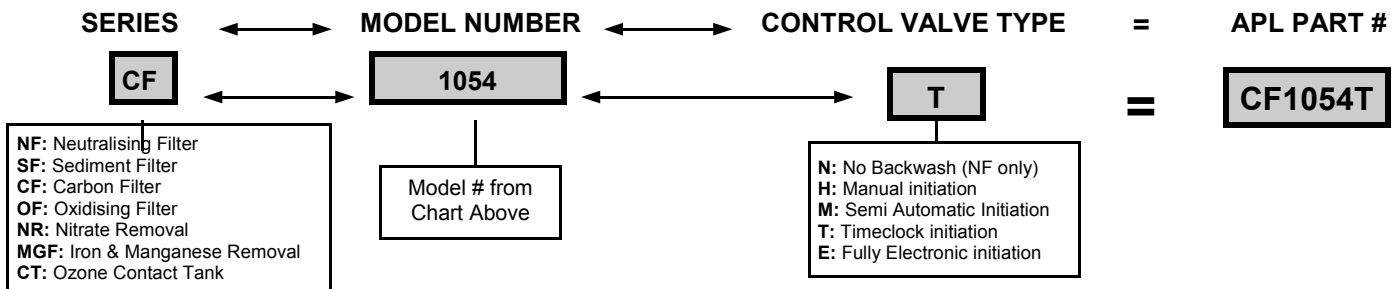 SERIES MODEL NUMBER CONTROL VALVE TYPE = APL PART #
CF 1054 T = CF1054T
NF: Neutralising Filter
SF: Sediment Filter
CF: Carbon Filter
OF: Oxidising Filter
NR: Nitrate Removal
MGF: Iron & Manganese Removal
CT: Ozone Contact Tank
Model # from
Chart Above
N: No Backwash (NF only)
H: Manual initiation
M: Semi Automatic Initiation
T: Timeclock initiation
E: Fully Electronic initiation